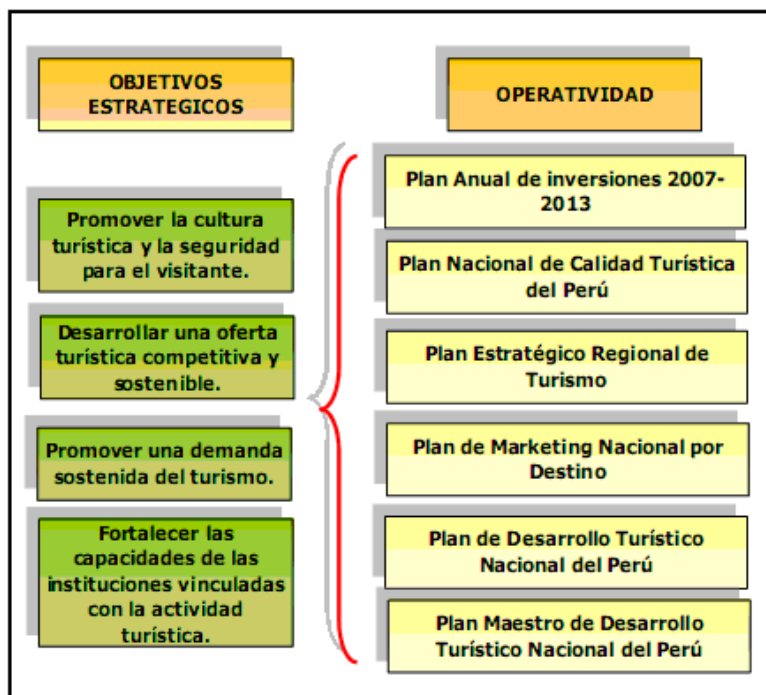 OBJETIVOS
ESTRATEGICOS
Promover la cultura
turística y la seguridad
para el visitante.
Desarrollar una oferta
turística competitiva y
sostenible.
Promover una demanda
sostenida del turismo.
Fortalecer las
capacidades de las
instituciones vinculadas
con la actividad
turística.
OPERATIVIDAD
Plan Anual de inversiones 2007-
2013
Plan Nacional de Calidad Turística
del Perú
Plan Estratégico Regional de
Turismo
Plan de Marketing Nacional por
Destino
Plan de Desarrollo Turístico
Nacional del Perú
Plan Maestro de Desarrollo
Turístico Nacional del Perú